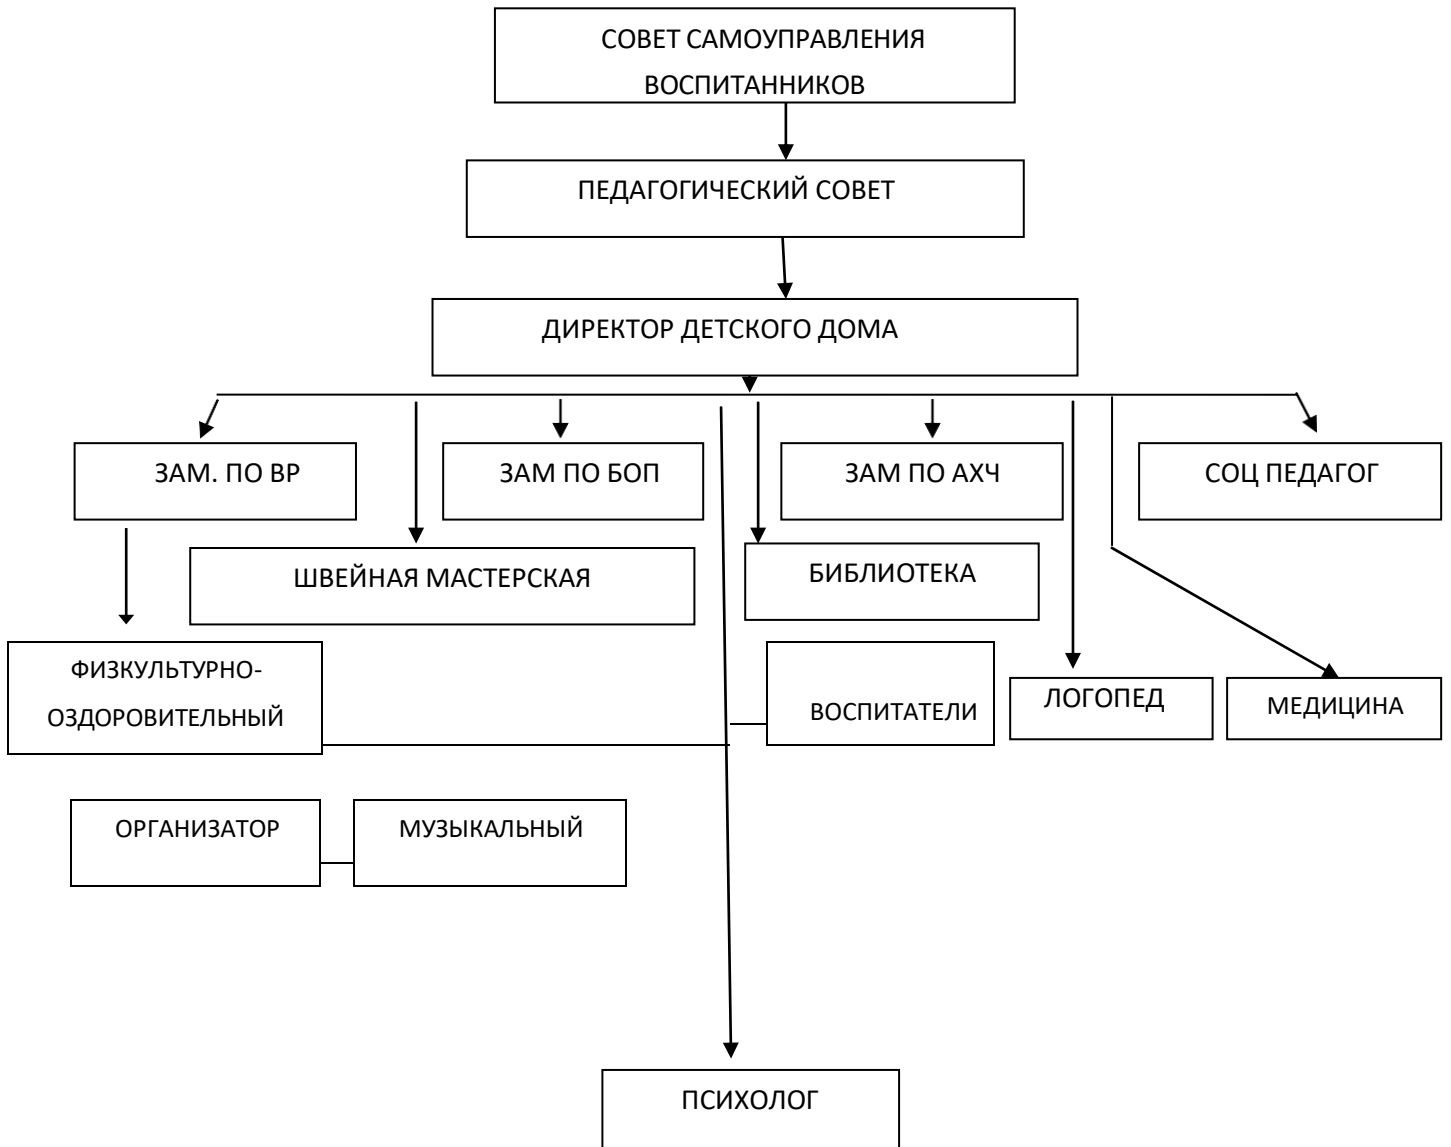 СОВЕТ САМОУПРАВЛЕНИЯ
ВОСПИТАННИКОВ
ПЕДАГОГИЧЕСКИЙ СОВЕТ
ДИРЕКТОР ДЕТСКОГО ДОМА
ЗАМ. ПО ВР
ЗАМ ПО БОП
ЗАМ ПО АХЧ
СОЦ ПЕДАГОГ
ШВЕЙНАЯ МАСТЕРСКАЯ
БИБЛИОТЕКА
ФИЗКУЛЬТУРНО-
ОЗДОРОВИТЕЛЬНЫЙ
ВОСПИТАТЕЛИ
ЛОГОПЕД
МЕДИЦИНА
ОРГАНИЗАТОР
МУЗЫКАЛЬНЫЙ
ПСИХОЛОГ